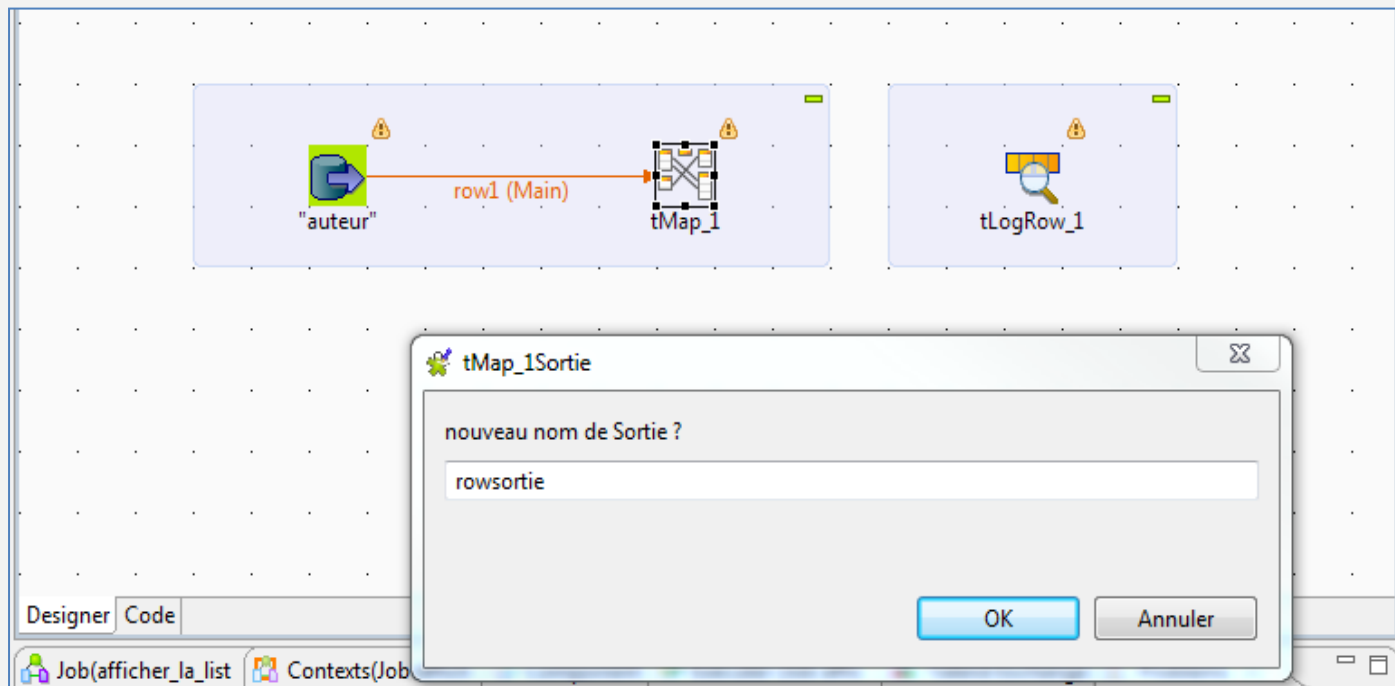 row1 (Main)
"auteur"
tMap_1
tLogRow_1
tMap_1Sortie
nouveau nom de Sortie ?
rowsortie
OK
Annuler
Designer
Code
Job(afficher_la_list
Contexts(Job